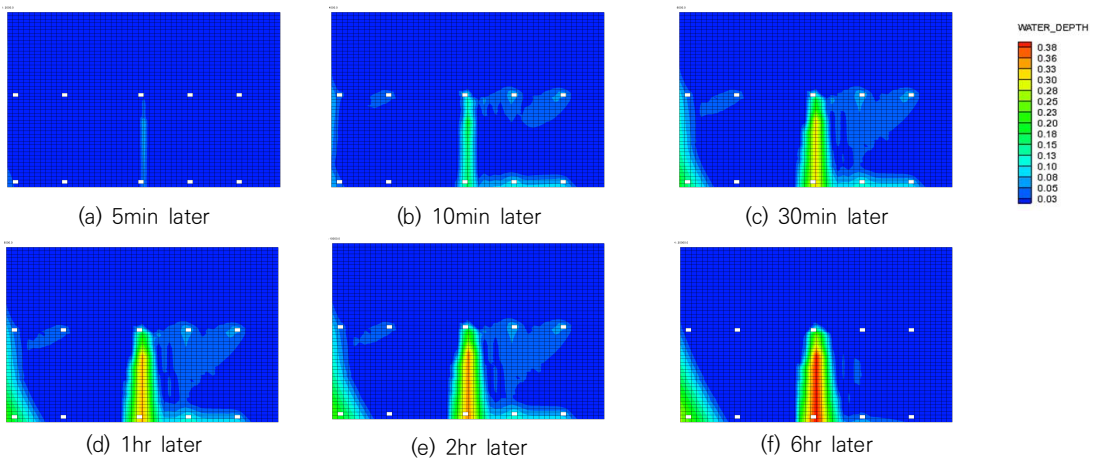 WATER_DEPTH
0.38
0.36
0.33
0.30
0.28
0.25
0.23
0.20
0.18
0.15
0.13
0.10
0.08
0.05
0.03
(a) 5min later
(b) 10min later
(c) 30min later
(d) 1hr later
(e) 2hr later
(f) 6hr later